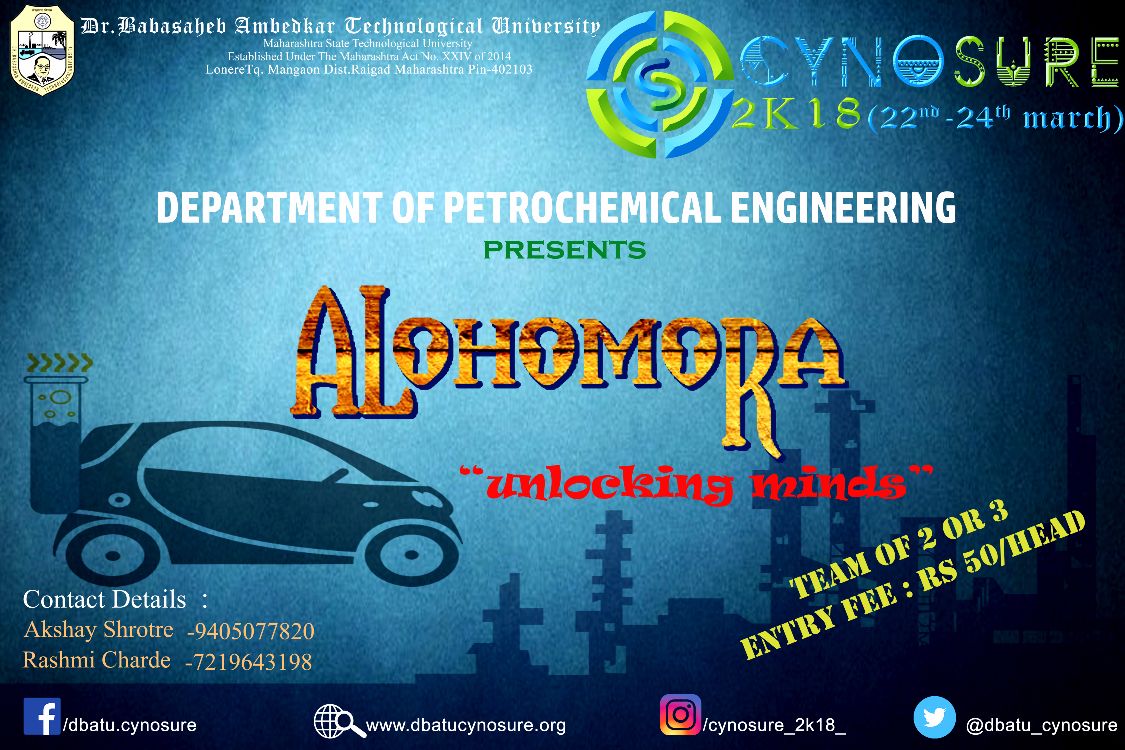 Dr.Babasaheb Ambedkar Technological University
Maharashtra State Technological University
Established Under The Maharashtra Act No. XXIV of 2014
LonereTq. Mangaon Dist.Raigad Maharashtra Pin-402103
CYNOSURE
2K18 (22nd -24th march)
DEPARTMENT OF PETROCHEMICAL ENGINEERING
PRESENTS
ALOHOMORA
“unlocking minds”
TEAM OF 2 OR 3
ENTRY FEE : RS 50/HEAD
Contact Details :
Akshay Shrotre -9405077820
Rashmi Charde -7219643198
/dbatu.cynosure
www.dbatucynosure.org
/cynosure_2k18_
@dbatu_cynosure